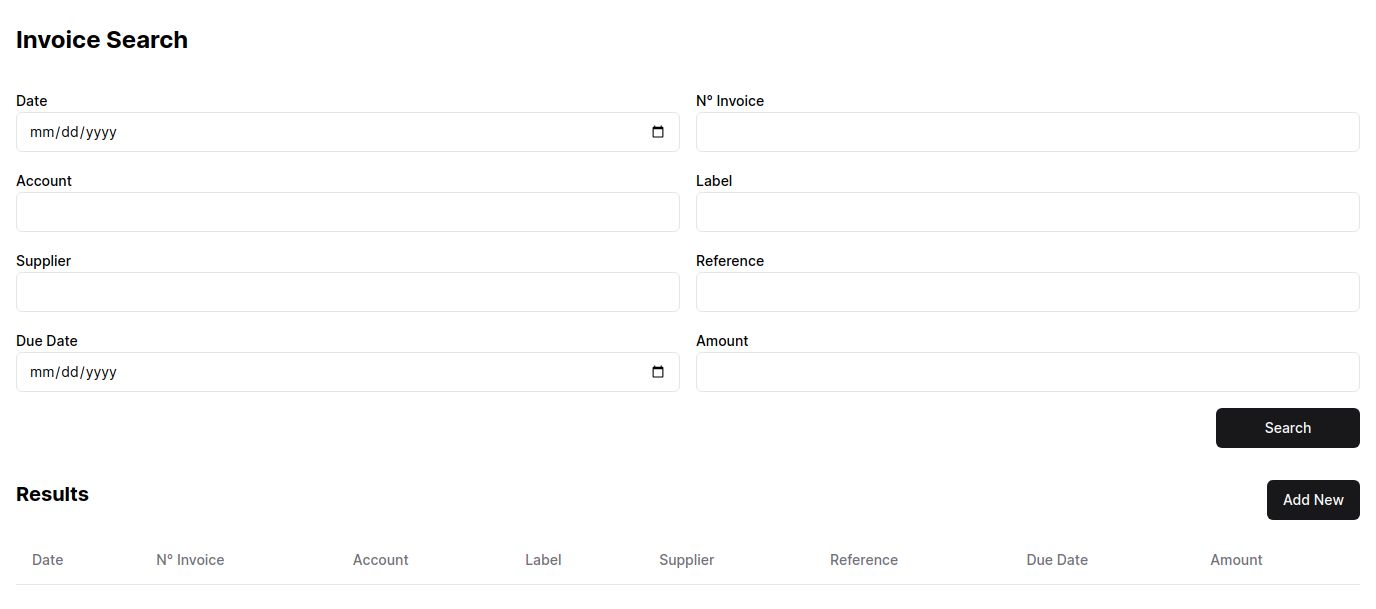 Invoice Search
Date
N° Invoice
mm/dd/yyyy
Account
Label
Supplier
Reference
Due Date
Amount
mm/dd/yyyy
Search
Results
Add New
Date N° Invoice Account Label Supplier Reference Due Date Amount